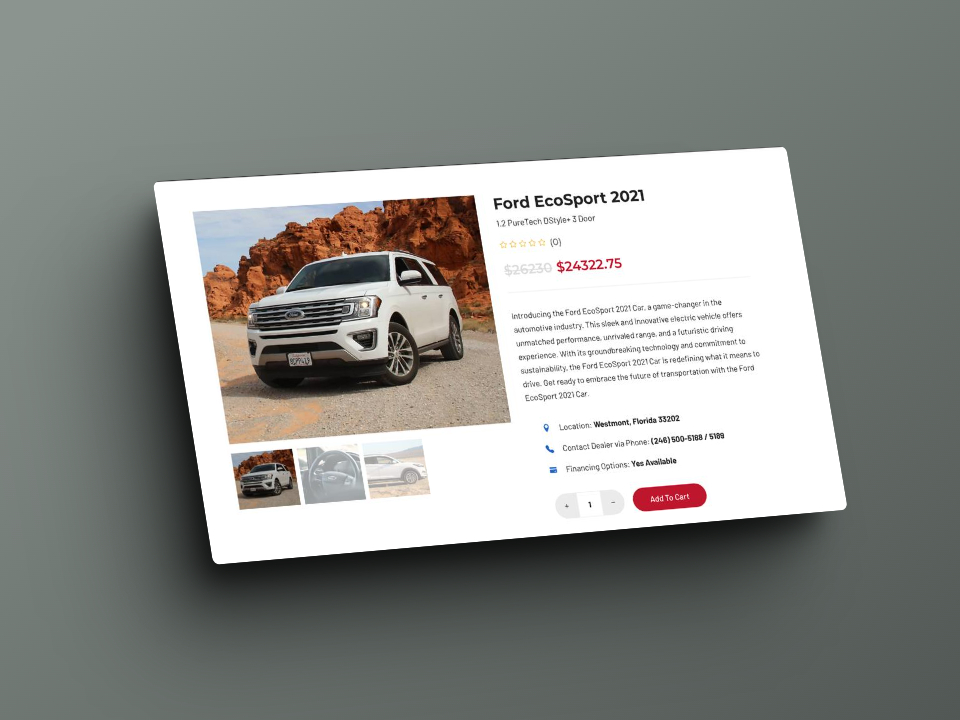 Ford EcoSport 2021
1.2 PureTech DStyle+ 3 Door
(0)
$26230 $24322.75
Introducing the Ford EcoSport 2021 Car, a game-changer in the
automotive industry. This sleek and innovative electric vehicle offers
unmatched performance, unrivaled range, and a futuristic driving
experience. With its groundbreaking technology and commitment to
sustainability, the Ford EcoSport 2021 Car is redefining what it means to
drive. Get ready to embrace the future of transportation with the Ford
EcoSport 2021 Car.
Location: Westmont, Florida 33202
Contact Dealer via Phone: (246) 500-5188 / 5189
Financing Options: Yes Available
+ 1 -
Add To Cart
Ford